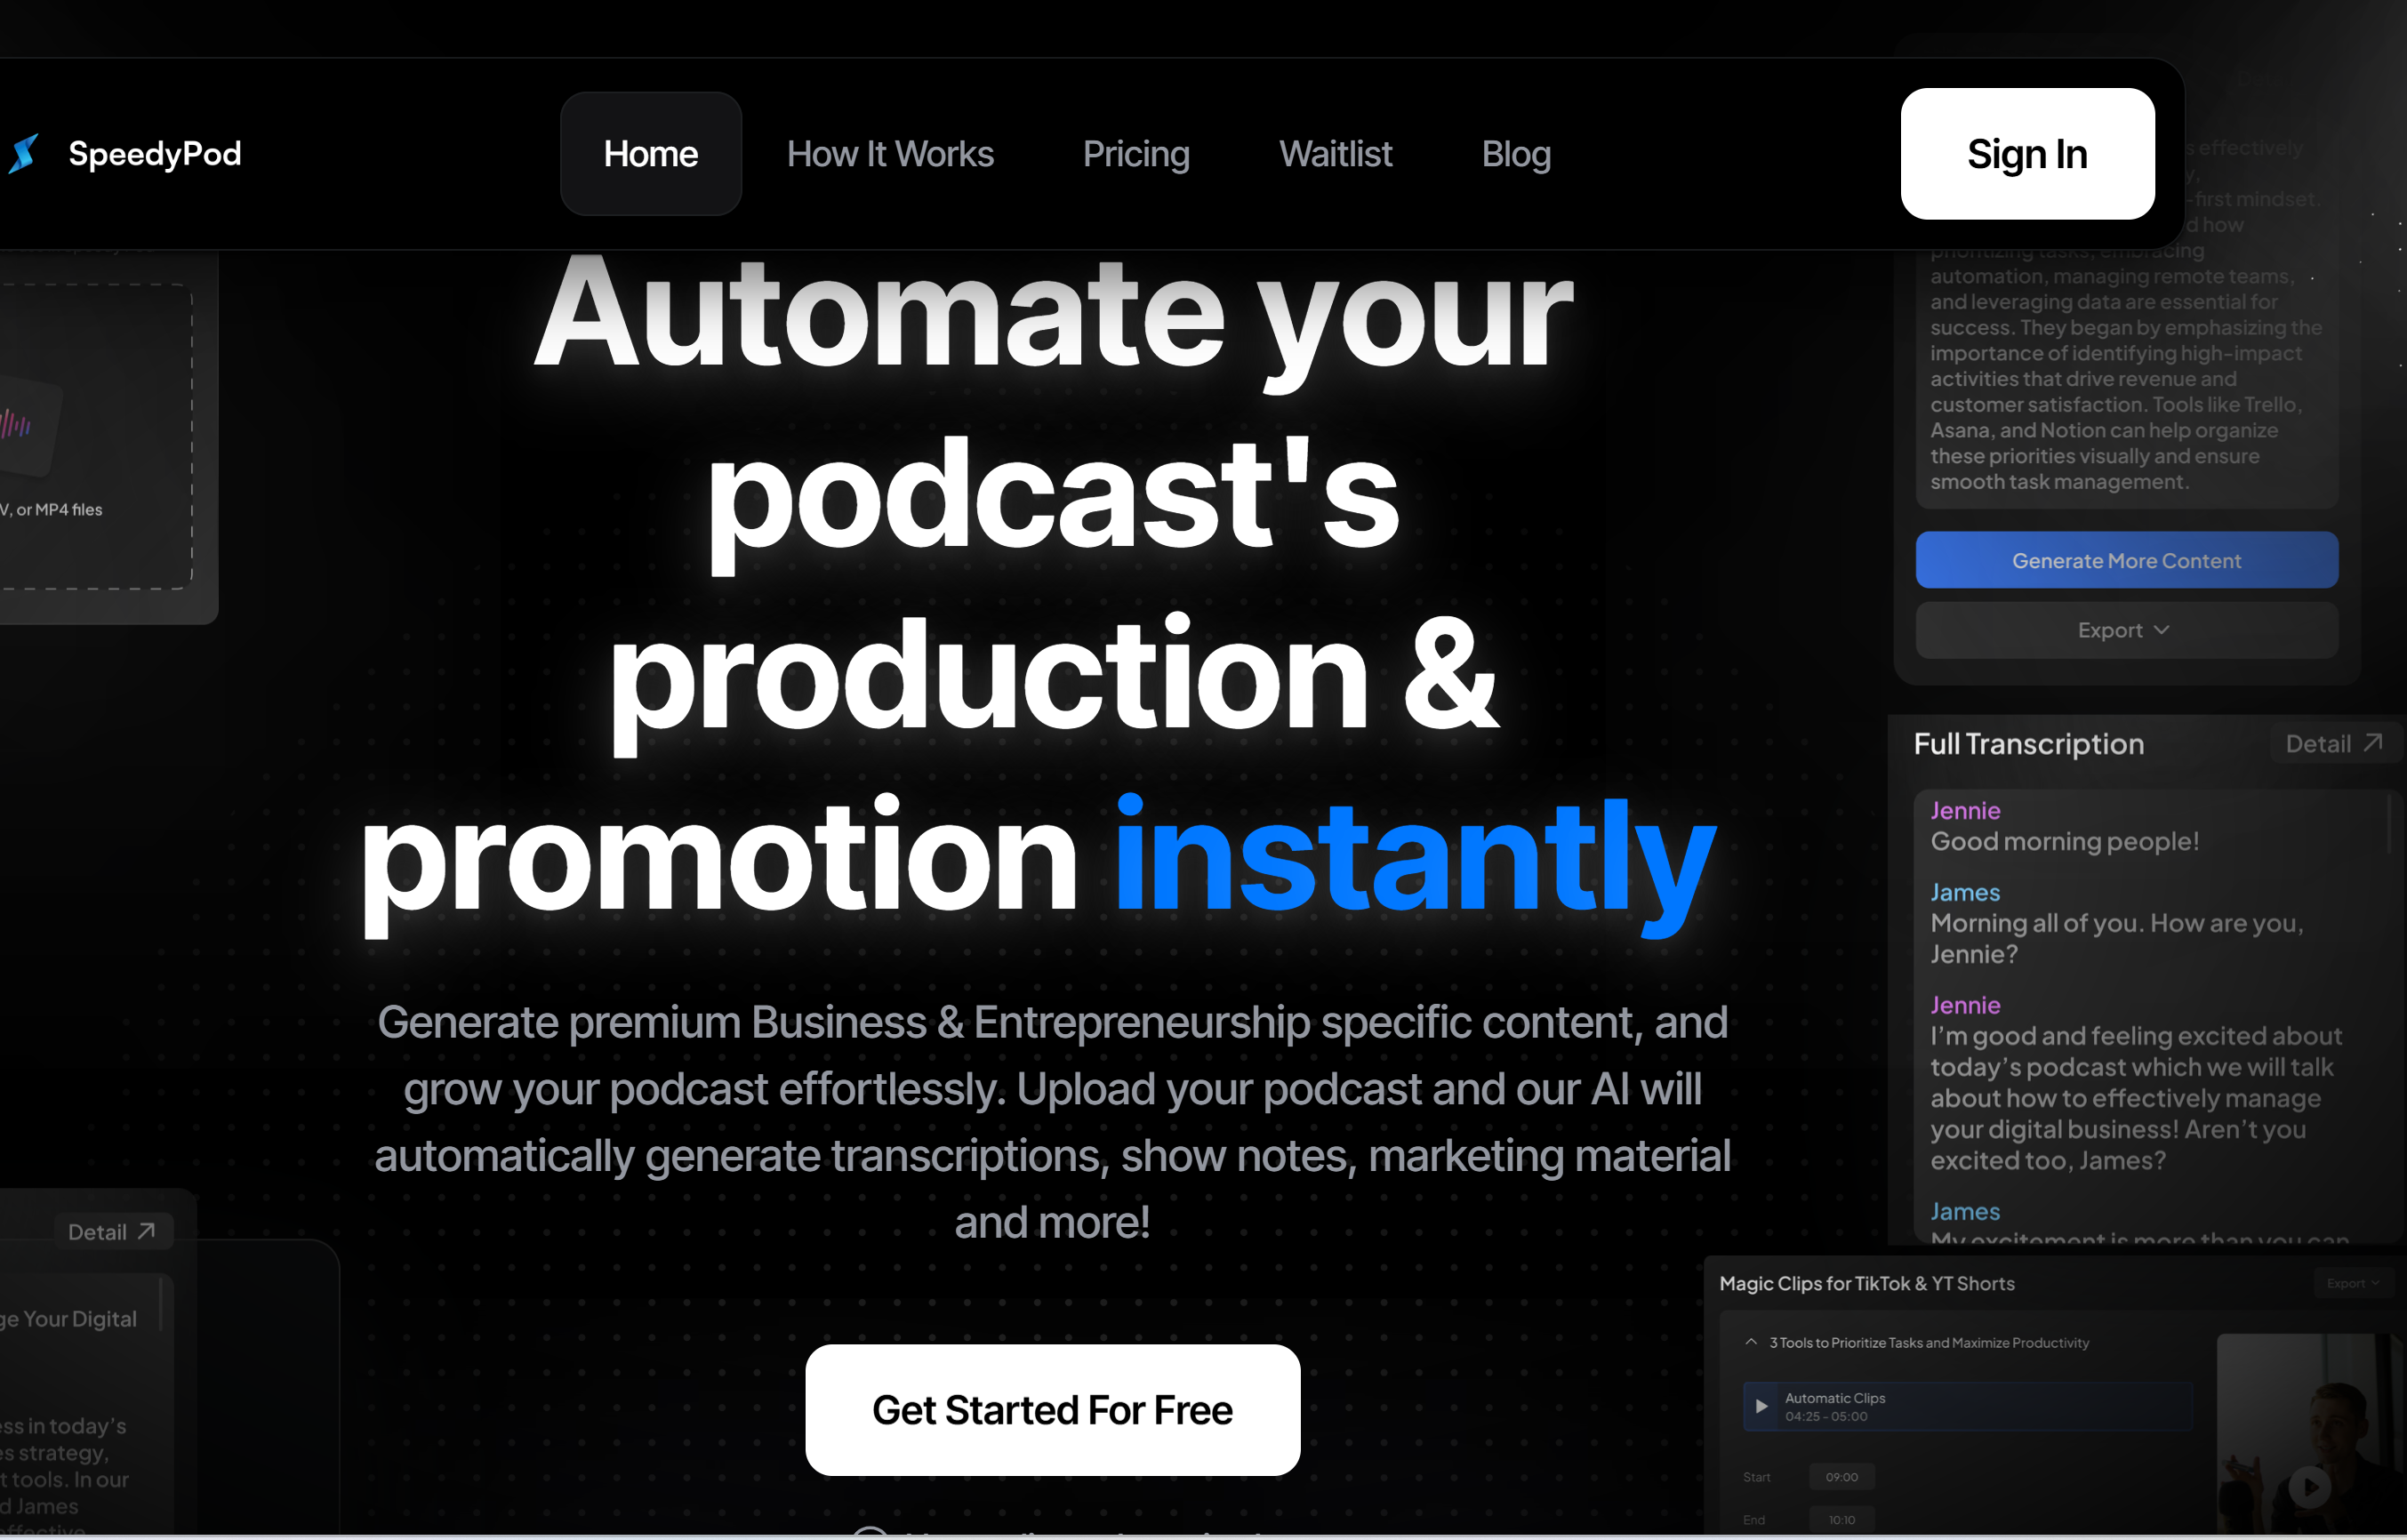 SpeedyPod
Home
How It Works
Pricing
Waitlist
Blog
Sign In
Automate your
podcast's
production &
promotion instantly
Generate premium Business & Entrepreneurship specific content, and
grow your podcast effortlessly. Upload your podcast and our AI will
automatically generate transcriptions, show notes, marketing material
and more!
Get Started For Free
V, or MP4 files
Detail
ge Your Digital
ss in today’s
es strategy,
t tools. In our
d James
s effectively
y,
-first mindset.
d how
prioritizing tasks, embracing
automation, managing remote teams,
and leveraging data are essential for
success. They began by emphasizing the
importance of identifying high-impact
activities that drive revenue and
customer satisfaction. Tools like Trello,
Asana, and Notion can help organize
these priorities visually and ensure
smooth task management.
Generate More Content
Export
Full Transcription
Detail
Jennie
Good morning people!
James
Morning all of you. How are you,
Jennie?
Jennie
I’m good and feeling excited about
today’s podcast which we will talk
about how to effectively manage
your digital business! Aren’t you
excited too, James?
James
My excitement is more than you can
Magic Clips for TikTok & YT Shorts
Export
3 Tools to Prioritize Tasks and Maximize Productivity
Automatic Clips
04:25 - 05:00
Start
09:00
End
10:10